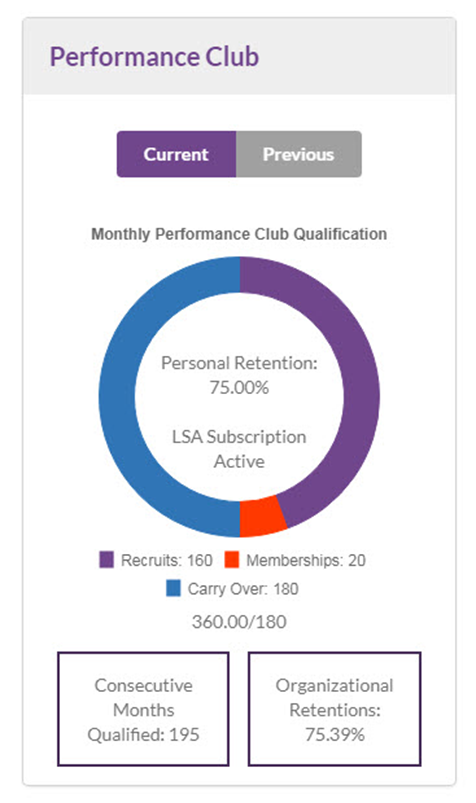 Performance Club
Current Previous
Monthly Performance Club Qualification
Personal Retention:
75.00%
LSA Subscription
Active
Recruits: 160 Memberships: 20
Carry Over: 180
360.00/180
Consecutive
Months
Qualified: 195
Organizational
Retentions:
75.39%